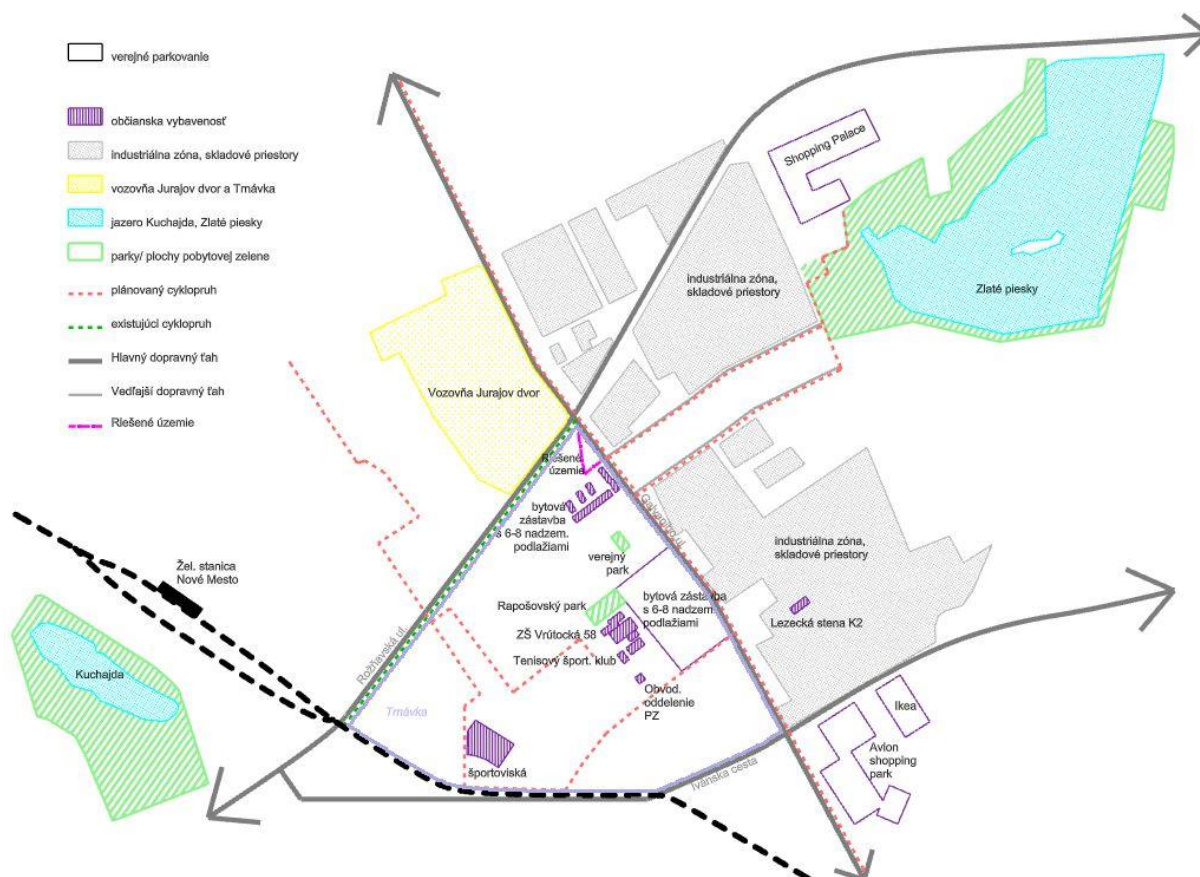 verejné parkovanie
občianska vybavenosť
industriálna zóna, skladové priestory
vozovňa Jurajov dvor a Trnávka
jazero Kuchajda, Zlaté piesky
parky/ plochy pobytovej zelene
plánovaný cyklopruh
existujúci cyklopruh
Hlavný dopravný ťah
Vedľajší dopravný ťah
RIešené územie
Shopping Palace
industriálna zóna,
skladové priestory
Zlaté piesky
Vozovňa Jurajov dvor
RIešené
územie
Galvaniho ul.
bytová
zástavba
s 6-8 nadzem.
podlažiami
verejný
park
industriálna zóna,
skladové priestory
Žel. stanica
Nové Mesto
Rapošovský park
bytová zástavba
s 6-8 nadzem.
podlažiami
Lezecká stena K2
ZŠ Vrútocká 58
Tenisový šport. klub
Rožňavská ul.
Kuchajda
Obvod.
oddelenie
PZ
Trnávka
Ikea
Avion
shopping
park
športoviská
Ivánska cesta